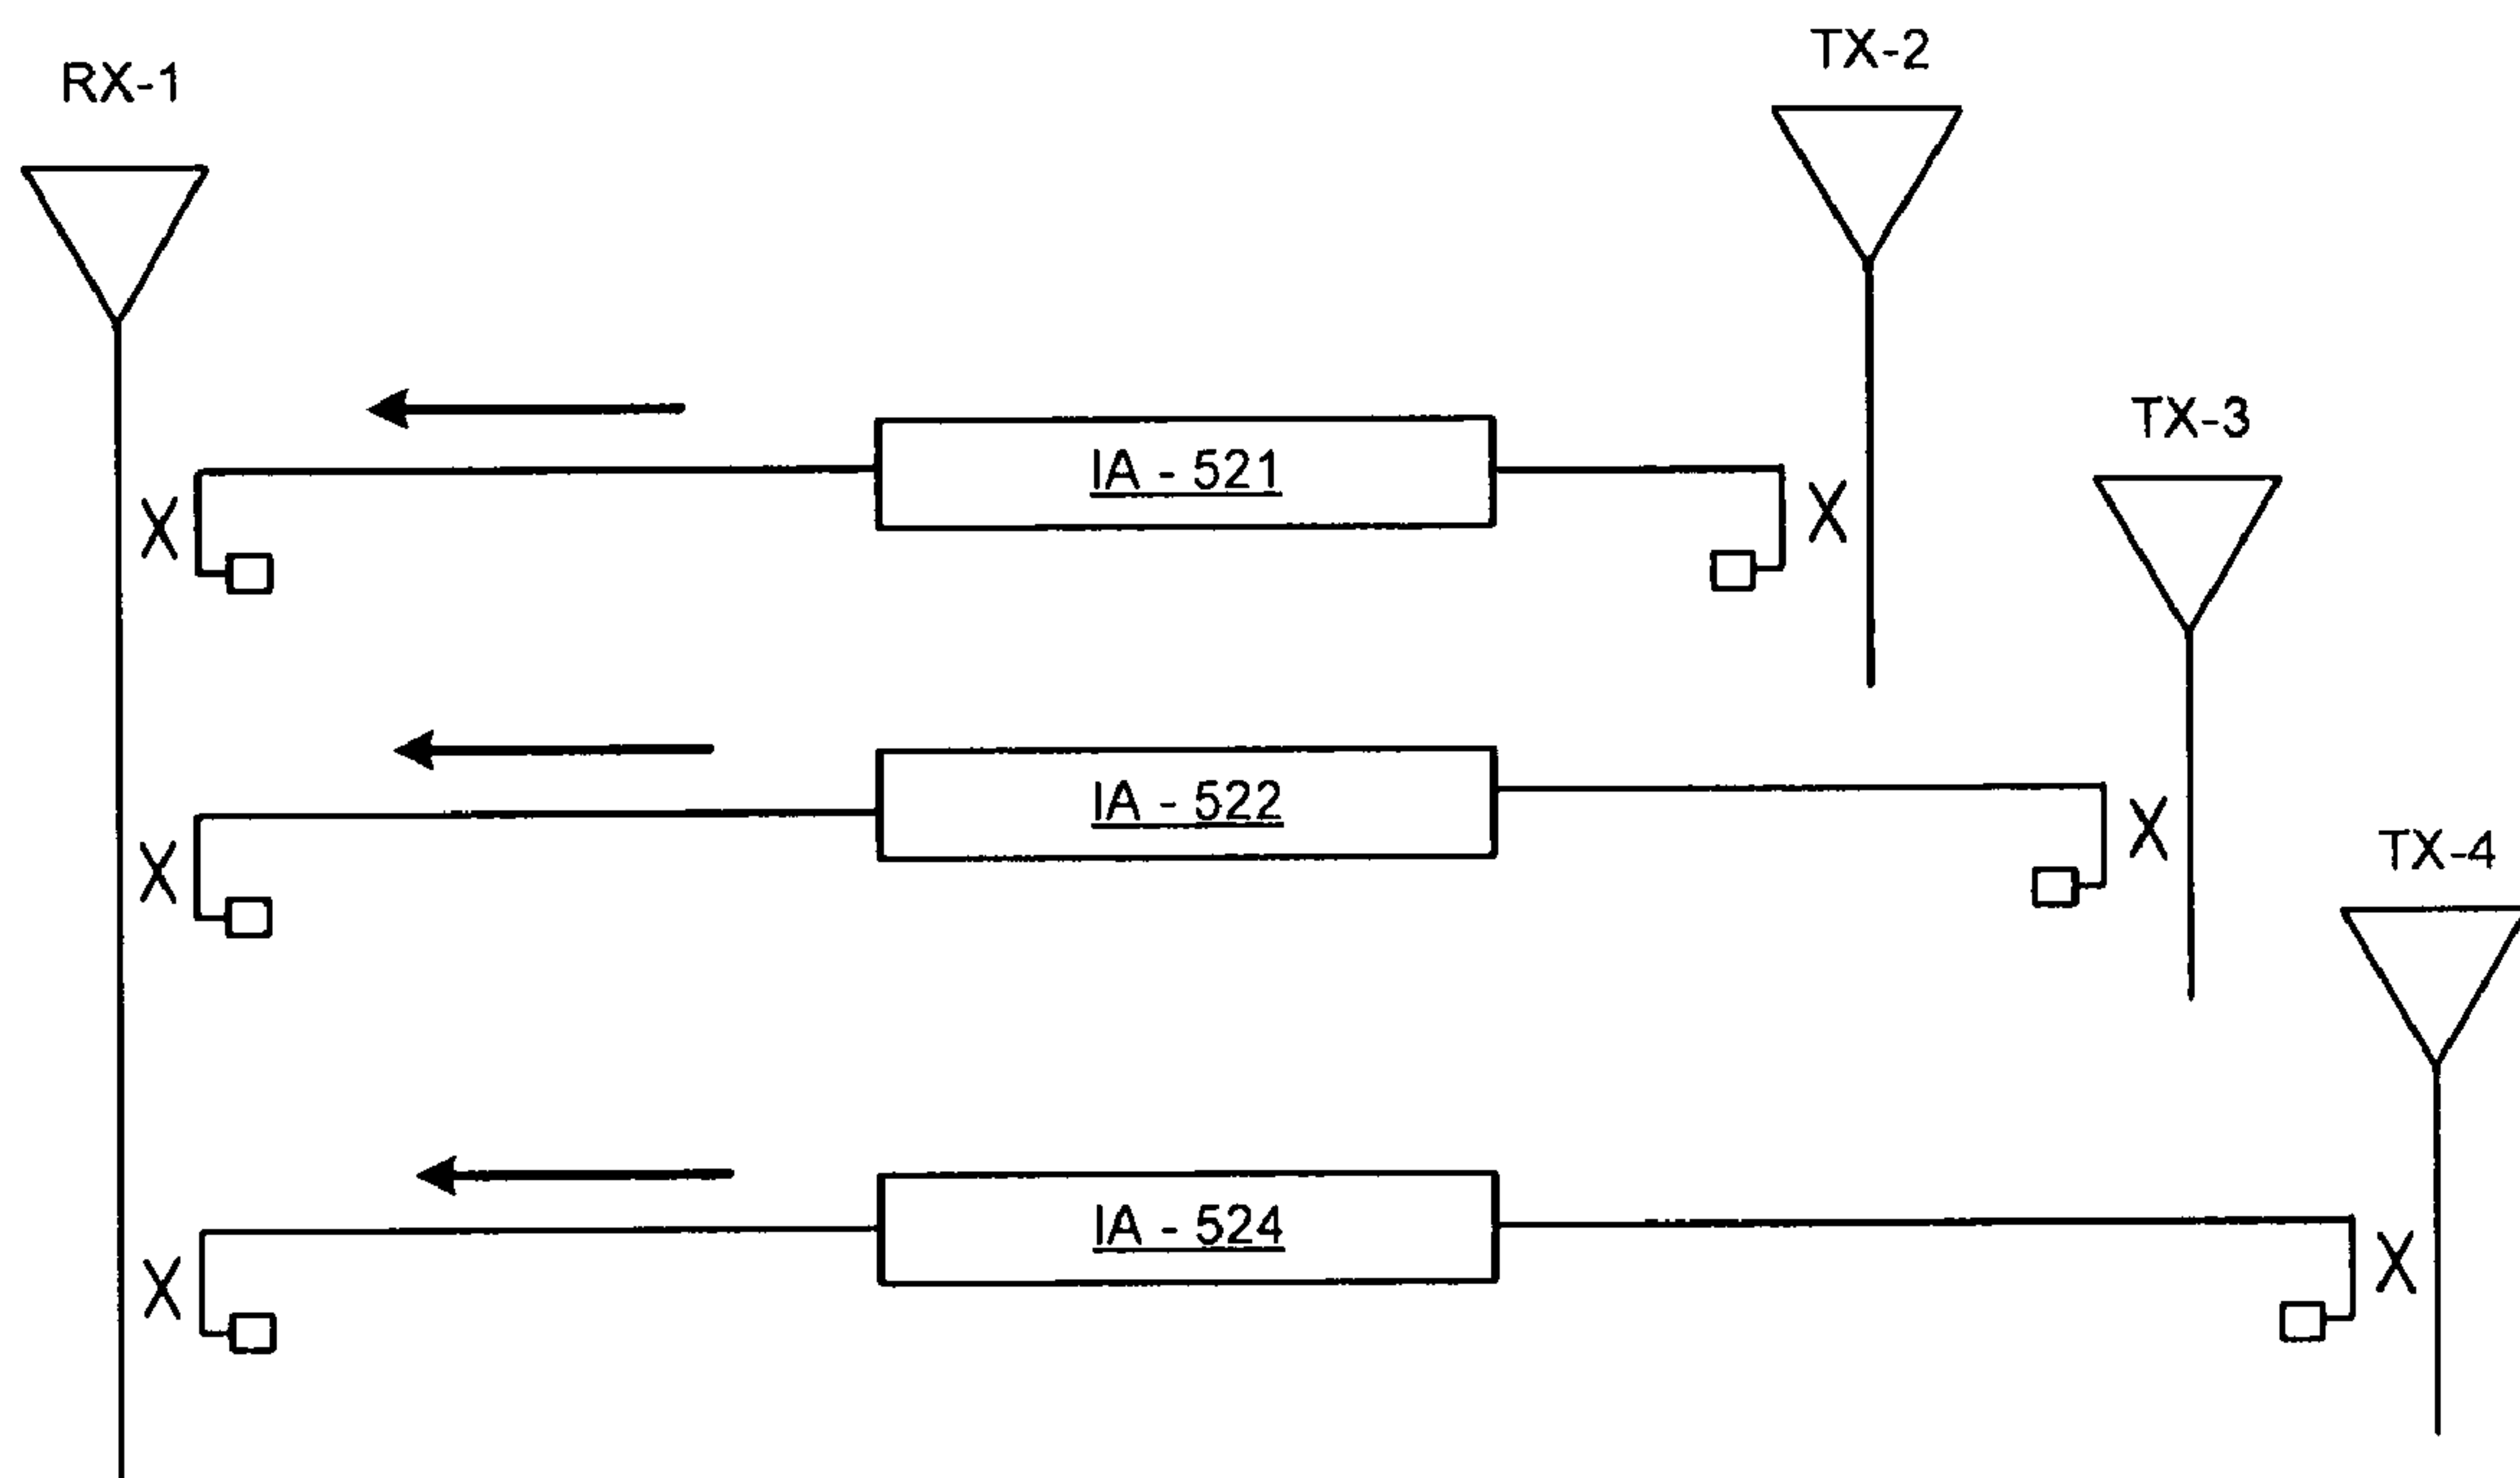 RX-1
TX-2
IA - 521
X
X
TX-3
IA - 522
X
X
TX-4
IA - 524
X
X